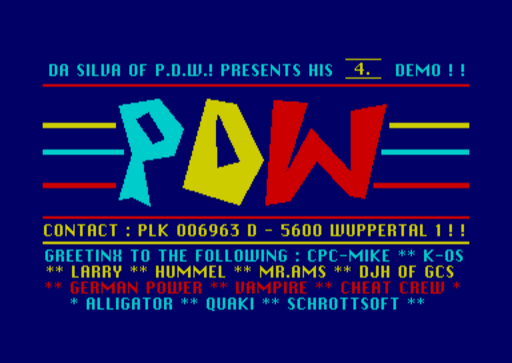 DA SILVA OF P.D.W.! PRESENTS HIS 4. DEMO ! !
PDW
CONTACT : PLK 006963 D - 5600 WUPPERTAL 1 ! !
GREETINX TO THE FOLLOWING : CPC-MIKE ** K-OS
** LARRY ** HUMMEL ** MR.AMS ** DJH OF GCS
** GERMAN POWER ** VAMPIRE ** CHEAT CREW *
* ALLIGATOR ** QUAKI ** SCHROTTSOFT **